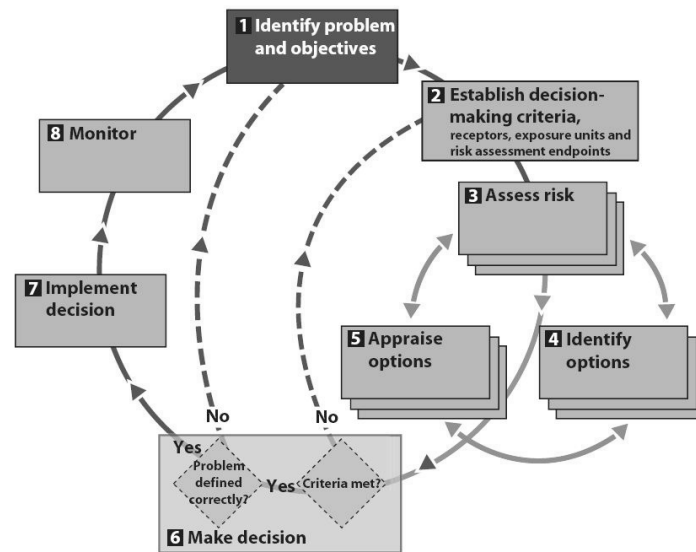 1 Identify problem
and objectives
2 Establish decision-
making criteria,
receptors, exposure units and
risk assessment endpoints
3 Assess risk
4 Identify
options
5 Appraise
options
No
No
Yes
Problem
defined
correctly?
Yes
Criteria met?
6 Make decision
7 Implement
decision
8 Monitor